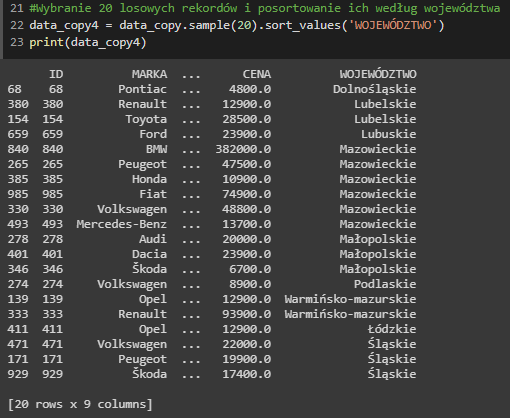 21 #Wybranie 20 losowych rekordów i posortowanie ich według województwa
22 data_copy4 = data_copy.sample(20).sort_values('WOJEWÓDZTWO')
23 print(data_copy4)
ID MARKA ... CENA WOJEWÓDZTWO
68 68 Pontiac ... 4800.0 Dolnośląskie
380 380 Renault ... 12900.0 Lubelskie
154 154 Toyota ... 28500.0 Lubelskie
659 659 Ford ... 23900.0 Lubuskie
840 840 BMW ... 382000.0 Mazowieckie
265 265 Peugeot ... 47500.0 Mazowieckie
385 385 Honda ... 10900.0 Mazowieckie
985 985 Fiat ... 74900.0 Mazowieckie
330 330 Volkswagen ... 48800.0 Mazowieckie
493 493 Mercedes-Benz ... 13700.0 Mazowieckie
278 278 Audi ... 20000.0 Małopolskie
401 401 Dacia ... 23900.0 Małopolskie
346 346 Škoda ... 6700.0 Małopolskie
274 274 Volkswagen ... 8900.0 Podlaskie
139 139 Opel ... 12900.0 Warmińsko-mazurskie
333 333 Renault ... 93900.0 Warmińsko-mazurskie
411 411 Opel ... 12900.0 Łódzkie
471 471 Volkswagen ... 22000.0 Śląskie
171 171 Peugeot ... 19900.0 Śląskie
929 929 Škoda ... 17400.0 Śląskie
[20 rows x 9 columns]